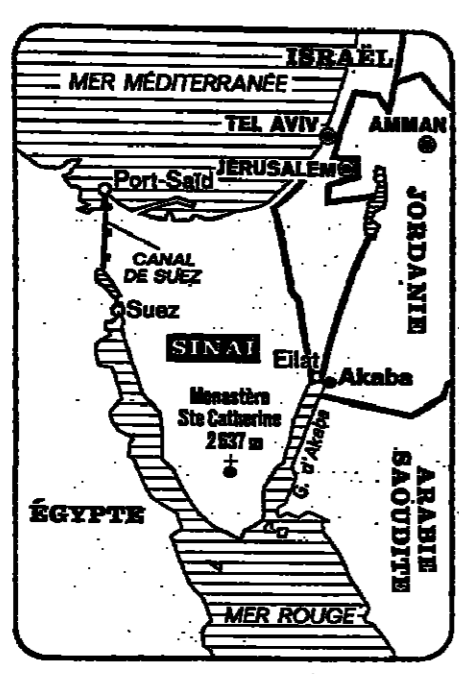 ISRAËL
MER MÉDITERRANÉE
TEL AVIV
AMMAN
JÉRUSALEM
Port-Saïd
JORDANIE
CANAL
DE SUEZ
Suez
SINAI
Eilat
Akaba
Monastère
Ste Catherine
2 637 m
G. d'Akaba
ARABIE
SAOUDITE
ÉGYPTE
MER ROUGE